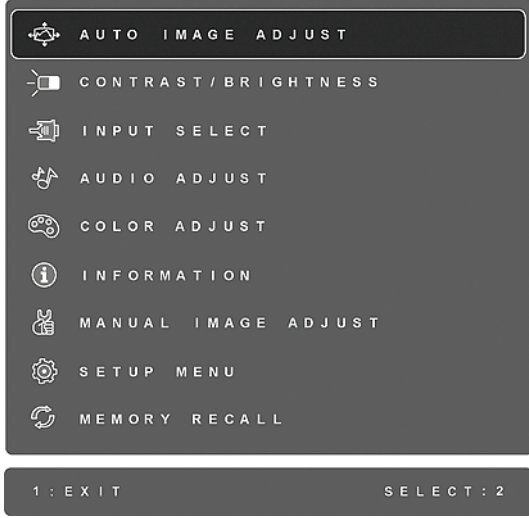 AUTO IMAGE ADJUST
CONTRAST/BRIGHTNESS
INPUT SELECT
AUDIO ADJUST
COLOR ADJUST
INFORMATION
MANUAL IMAGE ADJUST
SETUP MENU
MEMORY RECALL
1:EXIT SELECT:2